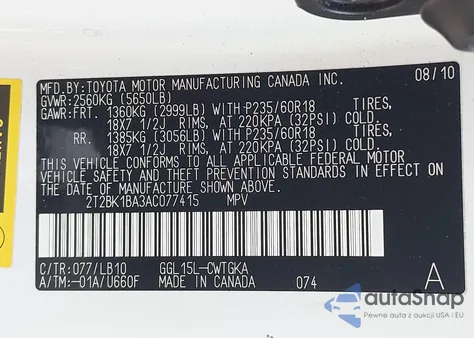 MFD.BY:TOYOTA MOTOR MANUFACTURING CANADA INC. 08/10
GVWR:2560KG (5650LB)
GAWR:FRT. 1360KG (2999LB) WITH P235/60R18 TIRES,
18X7 1/2J RIMS, AT 220KPA (32PSI) COLD.
RR. 1385KG (3056LB) WITH P235/60R18 TIRES,
18X7 1/2J RIMS, AT 220KPA (32PSI) COLD.
THIS VEHICLE CONFORMS TO ALL APPLICABLE FEDERAL MOTOR
VEHICLE SAFETY AND THEFT PREVENTION STANDARDS IN EFFECT ON
THE DATE OF MANUFACTURE SHOWN ABOVE.
2T2BK1BA3AC077415 MPV
C/TR:077/LB10 GGL15L-CWTGKA
A/TM:-01A/U660F MADE IN CANADA 074 A
autoShop
Pewne auta z USA i EU